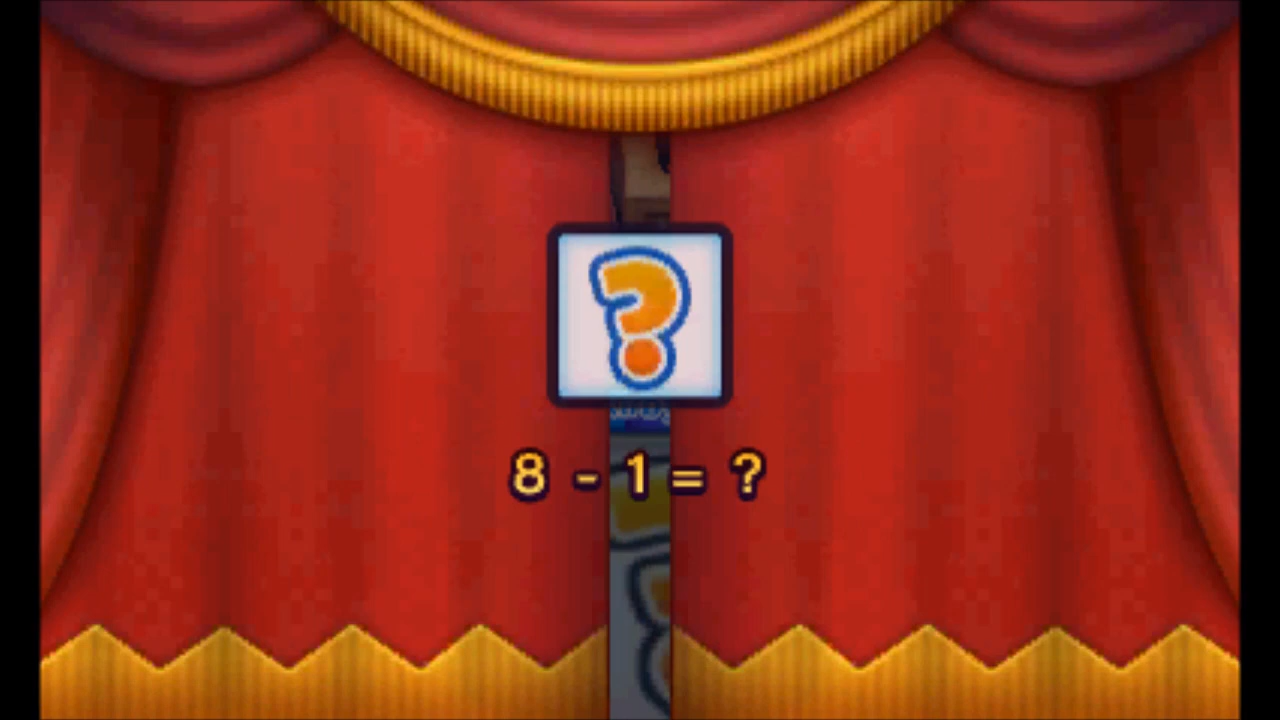 ?
8 - 1 = ?